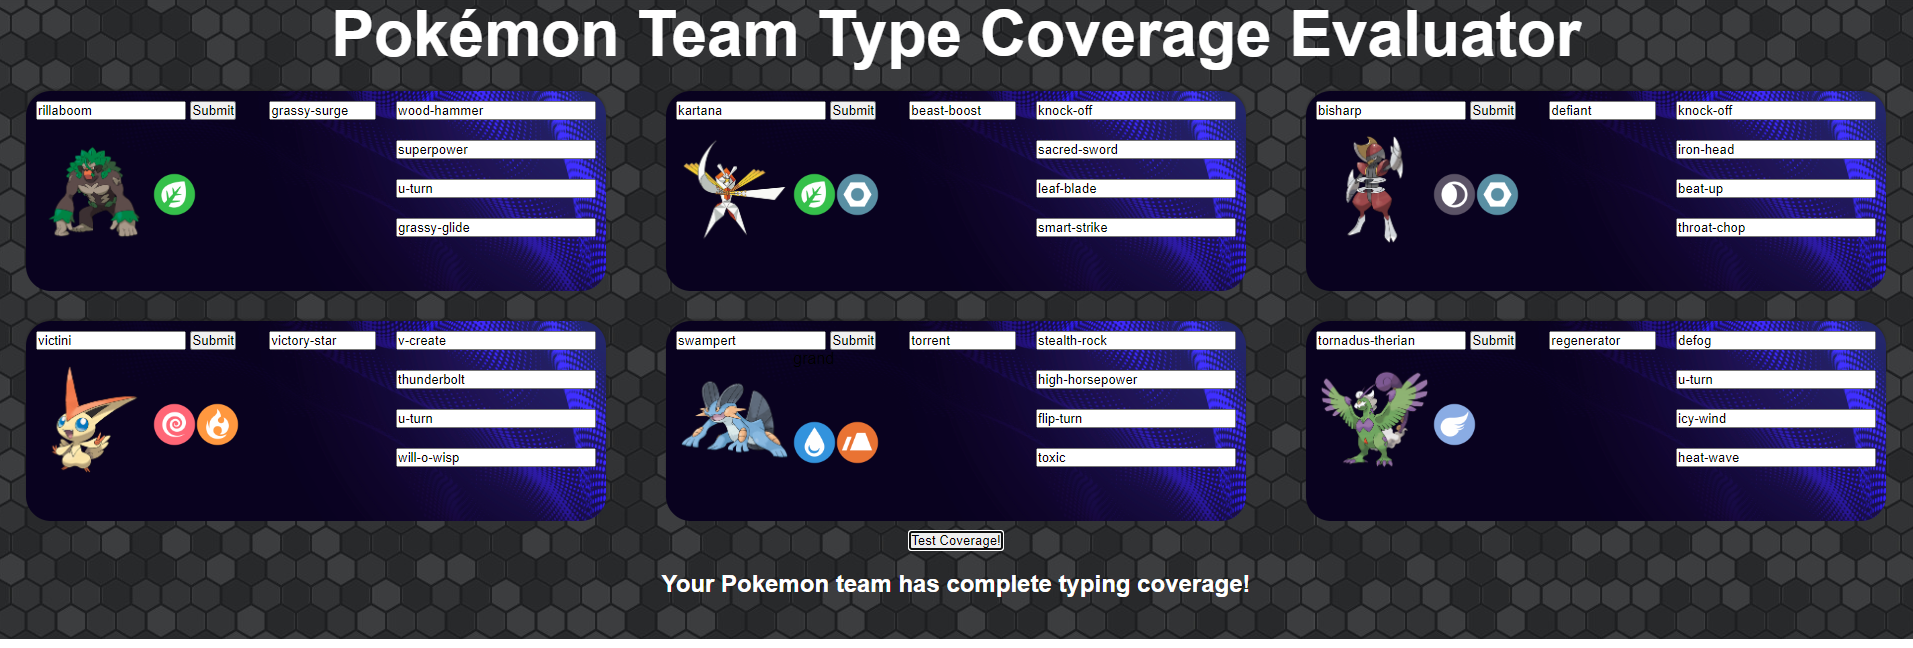 Pokémon Team Type Coverage Evaluator
rillaboom Submit grassy-surge wood-hammer
superpower
u-turn
grassy-glide
kartana Submit beast-boost knock-off
sacred-sword
leaf-blade
smart-strike
bisharp Submit defiant knock-off
iron-head
beat-up
throat-chop
victini Submit victory-star v-create
thunderbolt
u-turn
will-o-wisp
swampert Submit torrent stealth-rock
grand
high-horsepower
flip-turn
toxic
tornadus-therian Submit regenerator defog
u-turn
icy-wind
heat-wave
Test Coverage!
Your Pokemon team has complete typing coverage!